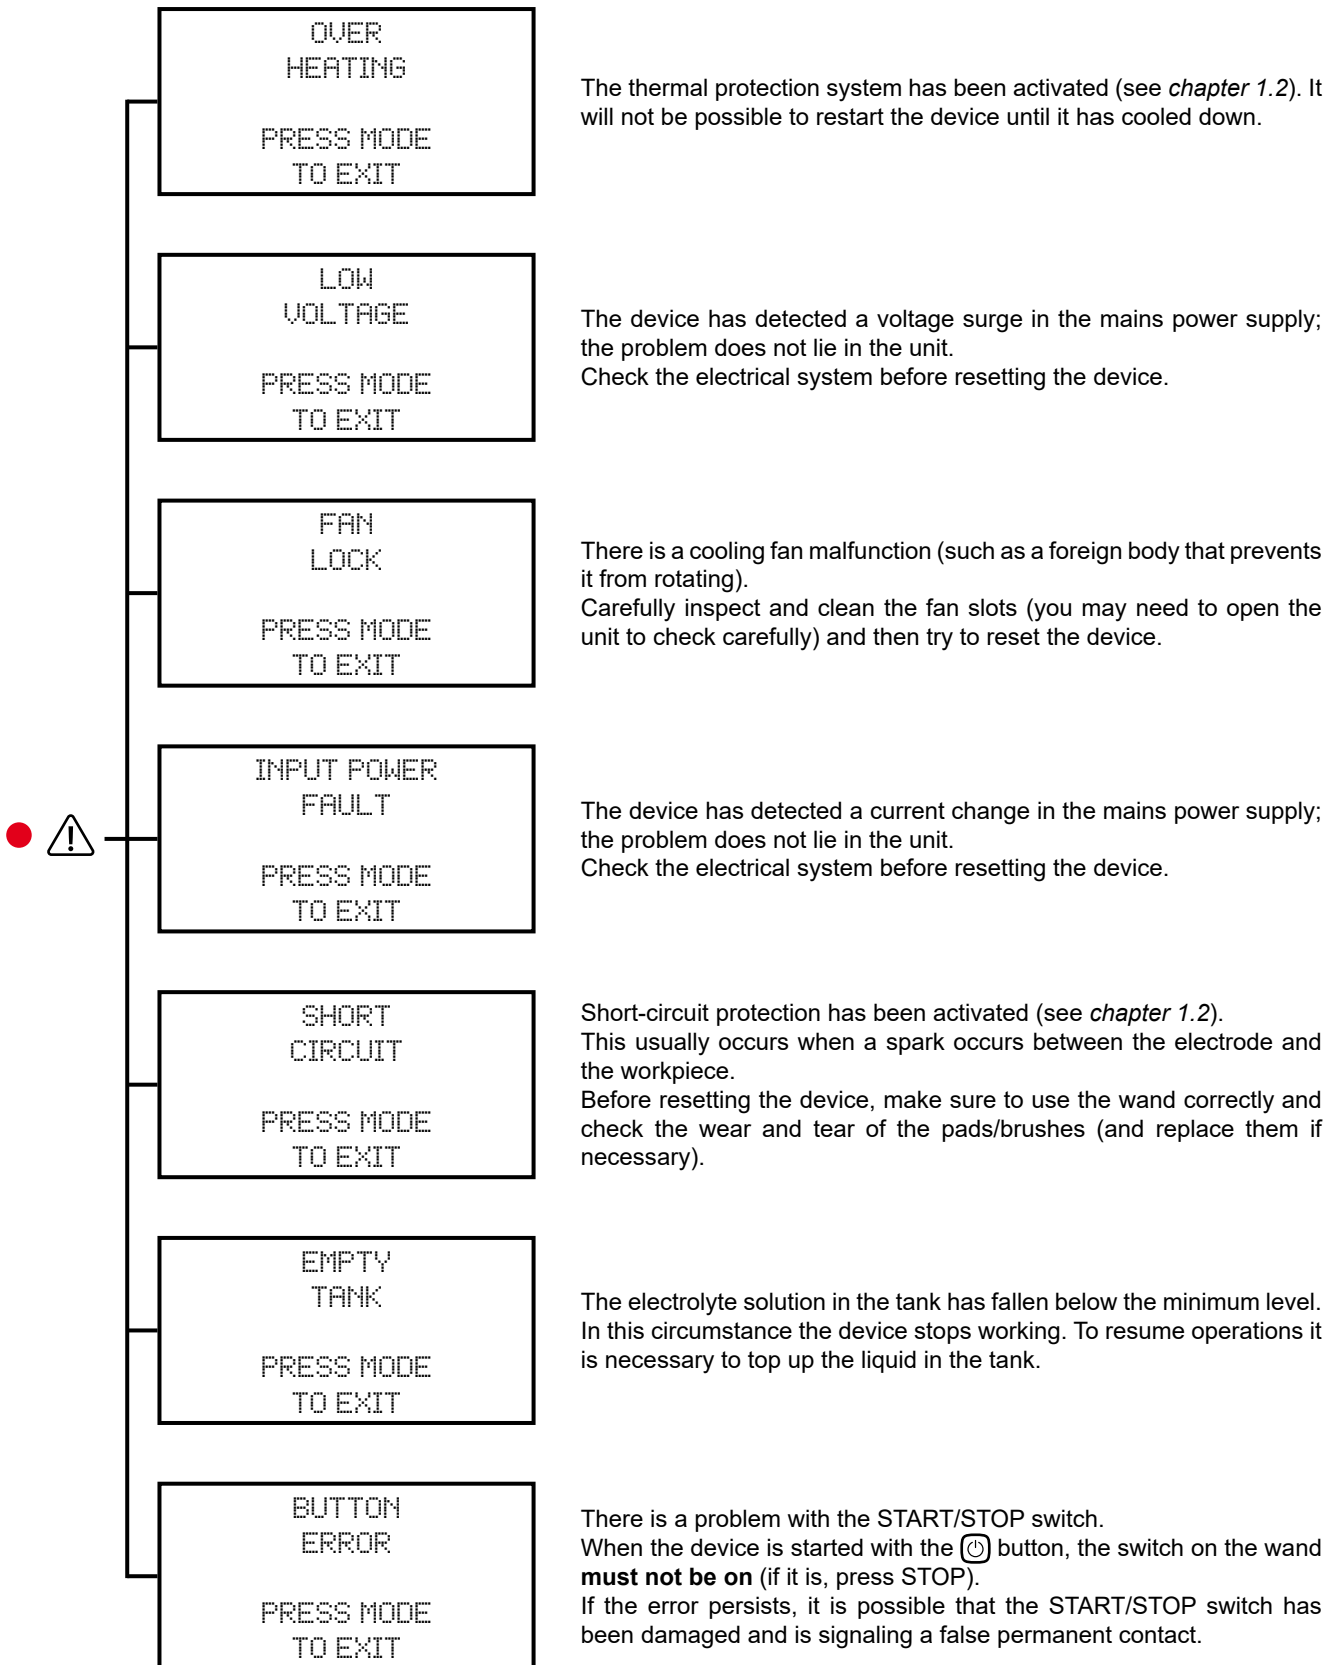 OVER
HEATING
PRESS MODE
TO EXIT
The thermal protection system has been activated (see chapter 1.2). It
will not be possible to restart the device until it has cooled down.
LOW
VOLTAGE
PRESS MODE
TO EXIT
The device has detected a voltage surge in the mains power supply;
the problem does not lie in the unit.
Check the electrical system before resetting the device.
FAN
LOCK
PRESS MODE
TO EXIT
There is a cooling fan malfunction (such as a foreign body that prevents
it from rotating).
Carefully inspect and clean the fan slots (you may need to open the
unit to check carefully) and then try to reset the device.
INPUT POWER
FAULT
PRESS MODE
TO EXIT
The device has detected a current change in the mains power supply;
the problem does not lie in the unit.
Check the electrical system before resetting the device.
SHORT
CIRCUIT
PRESS MODE
TO EXIT
Short-circuit protection has been activated (see chapter 1.2).
This usually occurs when a spark occurs between the electrode and
the workpiece.
Before resetting the device, make sure to use the wand correctly and
check the wear and tear of the pads/brushes (and replace them if
necessary).
EMPTY
TANK
PRESS MODE
TO EXIT
The electrolyte solution in the tank has fallen below the minimum level.
In this circumstance the device stops working. To resume operations it
is necessary to top up the liquid in the tank.
BUTTON
ERROR
PRESS MODE
TO EXIT
There is a problem with the START/STOP switch.
When the device is started with the button, the switch on the wand
must not be on (if it is, press STOP).
If the error persists, it is possible that the START/STOP switch has
been damaged and is signaling a false permanent contact.